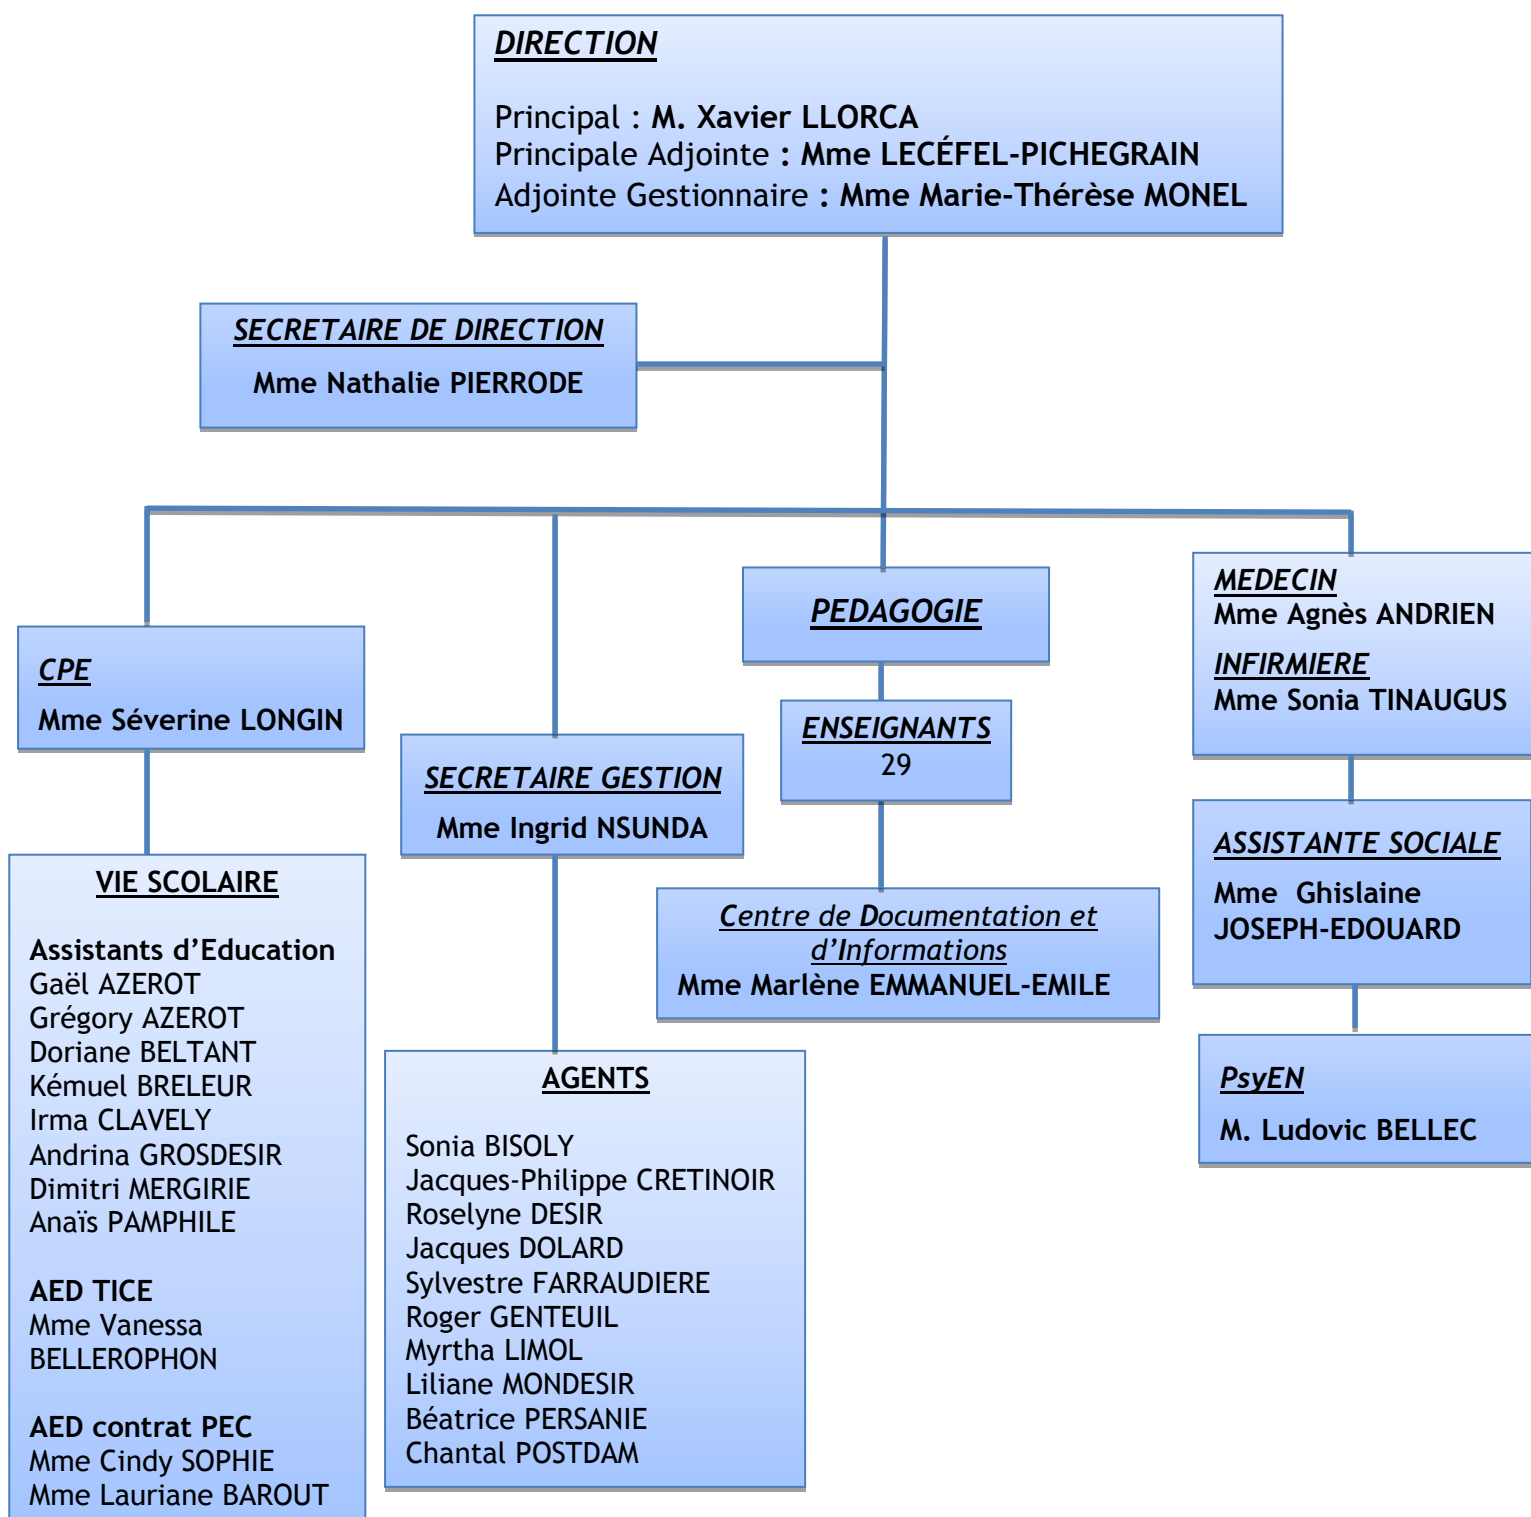 DIRECTION
Principal : M. Xavier LLORCA
Principale Adjointe : Mme LECÉFEL-PICHEGRAIN
Adjointe Gestionnaire : Mme Marie-Thérèse MONEL
SECRETAIRE DE DIRECTION
Mme Nathalie PIERRODE
CPE
Mme Séverine LONGIN
VIE SCOLAIRE
Assistants d’Education
Gaël AZEROT
Grégory AZEROT
Doriane BELTANT
Kémuel BRELEUR
Irma CLAVELY
Andrina GROSDESIR
Dimitri MERGIRIE
Anaïs PAMPHILE
AED TICE
Mme Vanessa
BELLEROPHON
AED contrat PEC
Mme Cindy SOPHIE
Mme Lauriane BAROUT
SECRETAIRE GESTION
Mme Ingrid NSUNDA
AGENTS
Sonia BISOLY
Jacques-Philippe CRETINOIR
Roselyne DESIR
Jacques DOLARD
Sylvestre FARRAUDIERE
Roger GENTEUIL
Myrtha LIMOL
Liliane MONDESIR
Béatrice PERSANIE
Chantal POSTDAM
PEDAGOGIE
ENSEIGNANTS
29
Centre de Documentation et
d’Informations
Mme Marlène EMMANUEL-EMILE
MEDECIN
Mme Agnès ANDRIEN
INFIRMIERE
Mme Sonia TINAUGUS
ASSISTANTE SOCIALE
Mme Ghislaine
JOSEPH-EDOUARD
PsyEN
M. Ludovic BELLEC